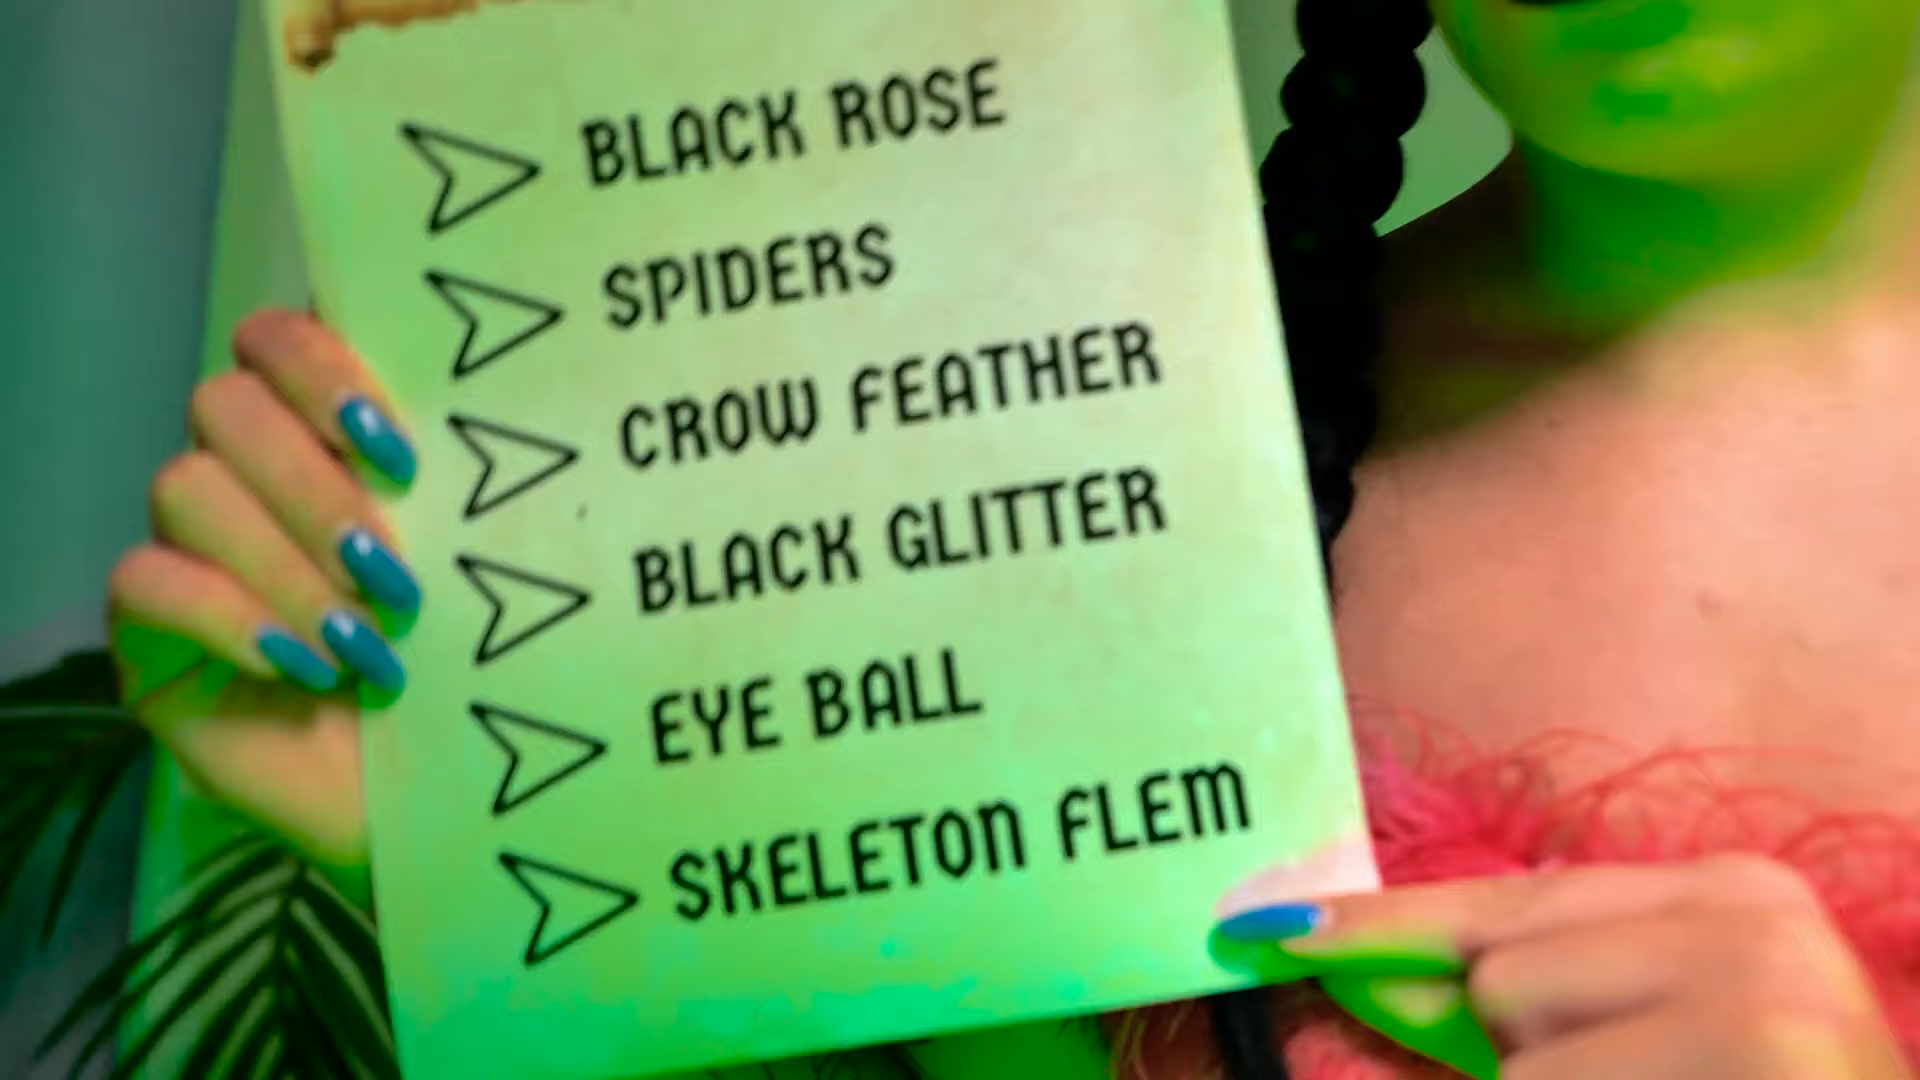 BLACK ROSE
SPIDERS
CROW FEATHER
BLACK GLITTER
EYE BALL
SKELETON FLEM